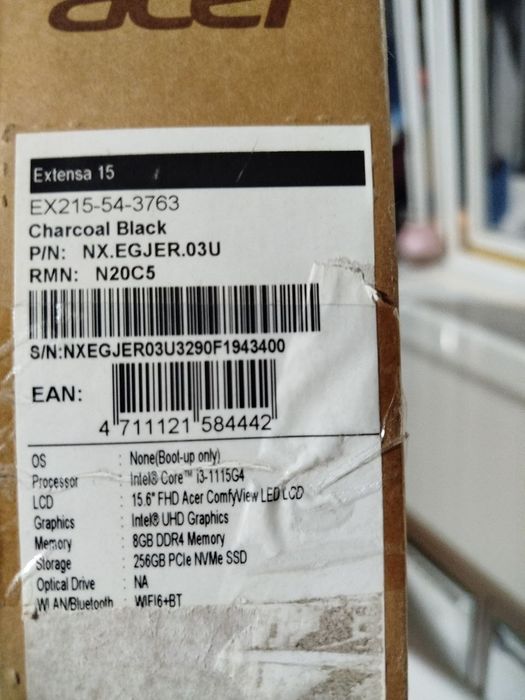 acer
Extensa 15
EX215-54-3763
Charcoal Black
P/N: NX.EGJER.03U
RMN: N20C5
S/N:NXEGJER03U3290F1943400
EAN:
4 711121 584442
OS : None(Boot-up only)
Processor : Intel® Core™ i3-1115G4
LCD : 15.6" FHD Acer ComfyView LED LCD
Graphics : Intel® UHD Graphics
Memory : 8GB DDR4 Memory
Storage : 256GB PCIe NVMe SSD
Optical Drive : NA
WLAN/Bluetooth : WIFI6+BT